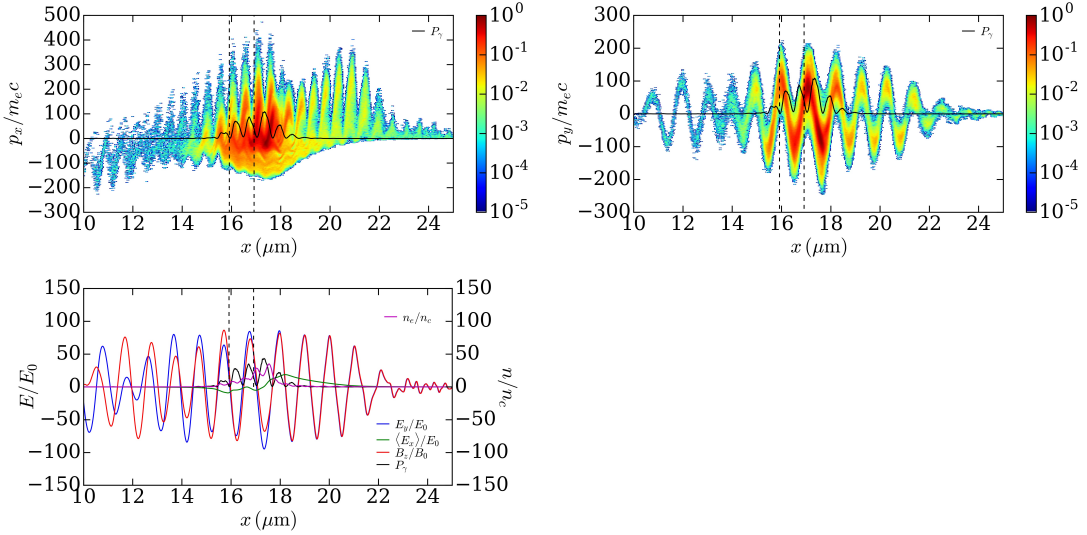 500
400
300
200
100
0
−100
−200
−300
10 12 14 16 18 20 22 24
x (μm)
p_x/m_e c
P_γ
10^0
10^-1
10^-2
10^-3
10^-4
10^-5
300
200
100
0
−100
−200
−300
10 12 14 16 18 20 22 24
x (μm)
p_y/m_e c
P_γ
10^0
10^-1
10^-2
10^-3
10^-4
10^-5
150
100
50
0
−50
−100
−150
10 12 14 16 18 20 22 24
x (μm)
E/E_0
n_e/n_c
E_y/E_0
⟨E_x⟩/E_0
B_z/B_0
P_γ
150
100
50
0
−50
−100
−150
n/n_c